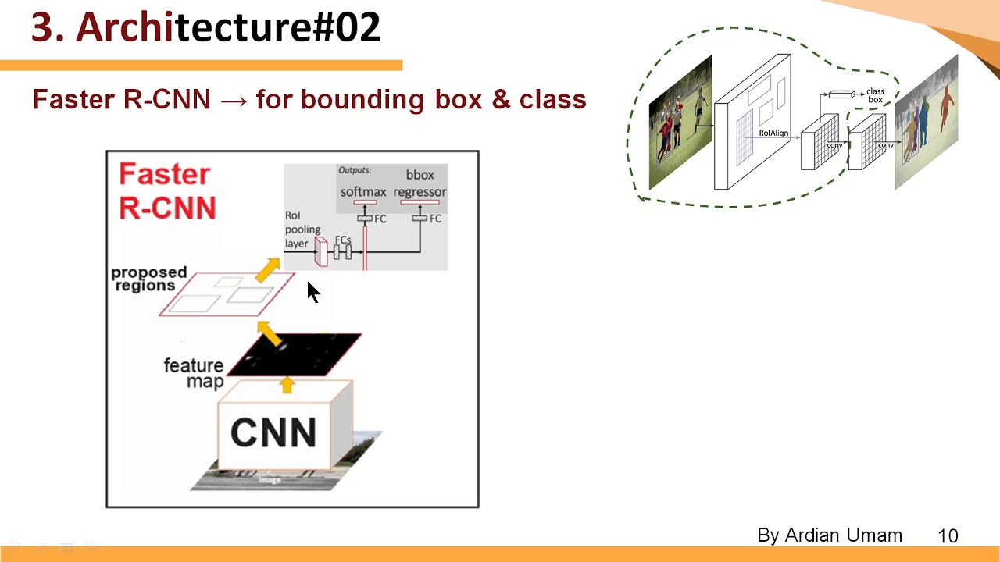 3. Architecture#02
Faster R-CNN → for bounding box & class
class
box
RoIAlign
conv
conv
Faster
R-CNN
Outputs:
bbox
softmax
regressor
FC
FC
RoI
pooling
layer
FCs
proposed
regions
feature
map
CNN
By Ardian Umam
10